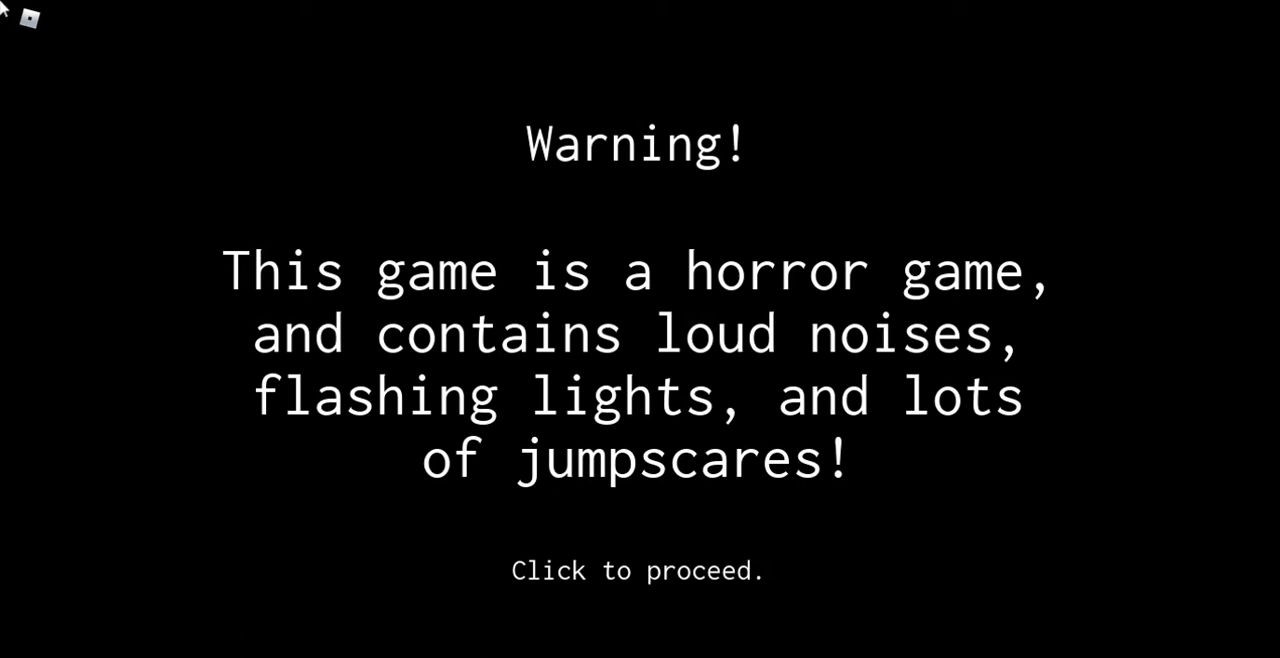 Warning!
This game is a horror game,
and contains loud noises,
flashing lights, and lots
of jumpscares!
Click to proceed.